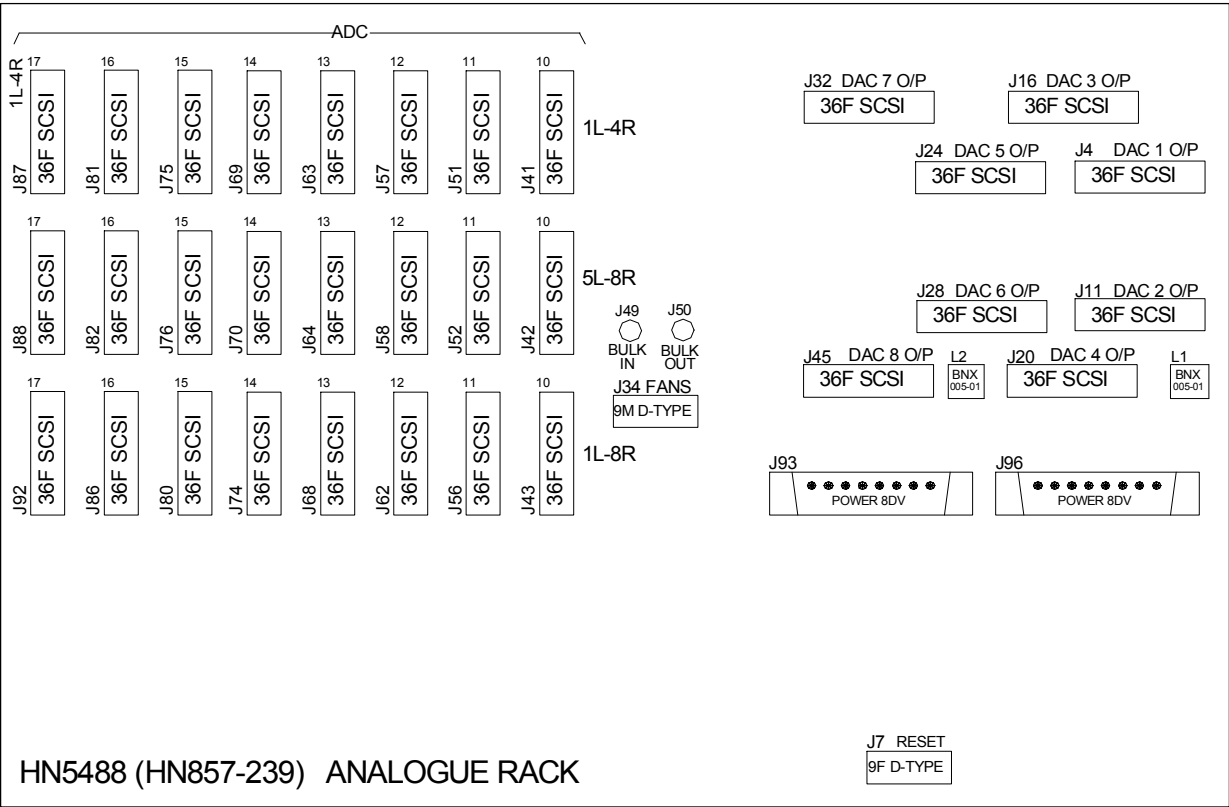 ADC
1L-4R
17 16 15 14 13 12 11 10
J87 36F SCSI J81 36F SCSI J75 36F SCSI J69 36F SCSI J63 36F SCSI J57 36F SCSI J51 36F SCSI J41 36F SCSI
1L-4R
17 16 15 14 13 12 11 10
J88 36F SCSI J82 36F SCSI J76 36F SCSI J70 36F SCSI J64 36F SCSI J58 36F SCSI J52 36F SCSI J42 36F SCSI
5L-8R
17 16 15 14 13 12 11 10
J92 36F SCSI J86 36F SCSI J80 36F SCSI J74 36F SCSI J68 36F SCSI J62 36F SCSI J56 36F SCSI J43 36F SCSI
1L-8R
J49 J50
BULK IN
BULK OUT
J34 FANS
9M D-TYPE
J32 DAC 7 O/P
36F SCSI
J16 DAC 3 O/P
36F SCSI
J24 DAC 5 O/P
36F SCSI
J4 DAC 1 O/P
36F SCSI
J28 DAC 6 O/P
36F SCSI
J11 DAC 2 O/P
36F SCSI
J45 DAC 8 O/P
36F SCSI
L2
BNX
005-01
J20 DAC 4 O/P
36F SCSI
L1
BNX
005-01
J93
POWER 8DV
J96
POWER 8DV
J7 RESET
9F D-TYPE
HN5488 (HN857-239) ANALOGUE RACK